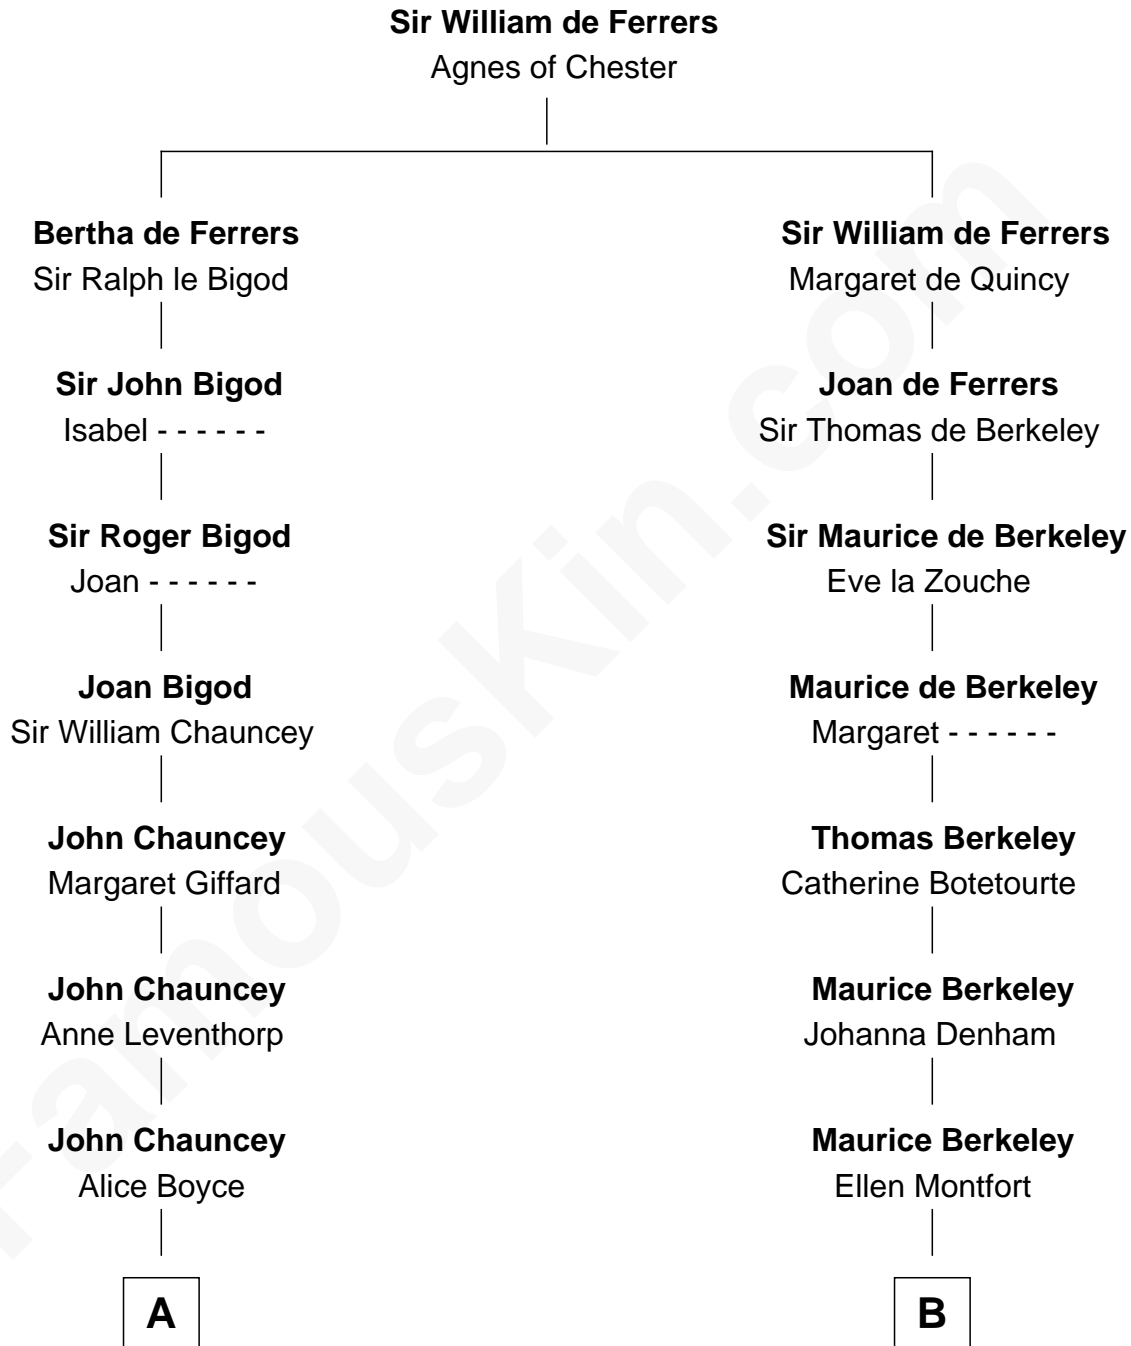 Sir William de Ferrers
Agnes of Chester
Bertha de Ferrers
Sir Ralph le Bigod
Sir William de Ferrers
Margaret de Quincy
Sir John Bigod
Isabel - - - - - -
Joan de Ferrers
Sir Thomas de Berkeley
Sir Roger Bigod
Joan - - - - - -
Sir Maurice de Berkeley
Eve la Zouche
Joan Bigod
Sir William Chauncey
Maurice de Berkeley
Margaret - - - - - -
John Chauncey
Margaret Giffard
Thomas Berkeley
Catherine Botetourte
John Chauncey
Anne Leventhorp
Maurice Berkeley
Johanna Denham
John Chauncey
Alice Boyce
Maurice Berkeley
Ellen Montfort
A
B
FamousKin.com